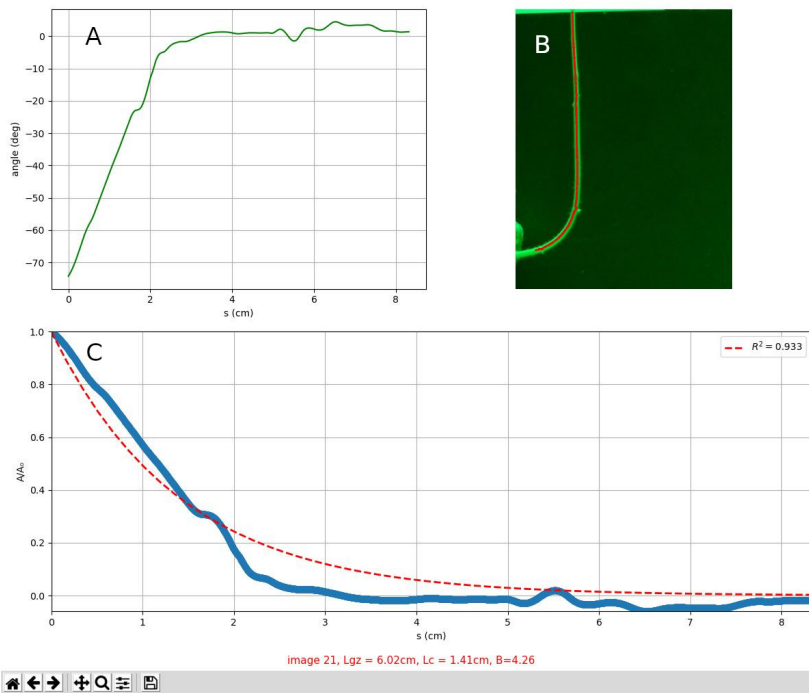 A
0
−10
−20
−30
−40
−50
−60
−70
angle (deg)
0 2 4 6 8
s (cm)
B
C
1.0
0.8
0.6
0.4
0.2
0.0
A/A₀
R² = 0.933
0 1 2 3 4 5 6 7 8
s (cm)
image 21, Lgz = 6.02cm, Lc = 1.41cm, B=4.26